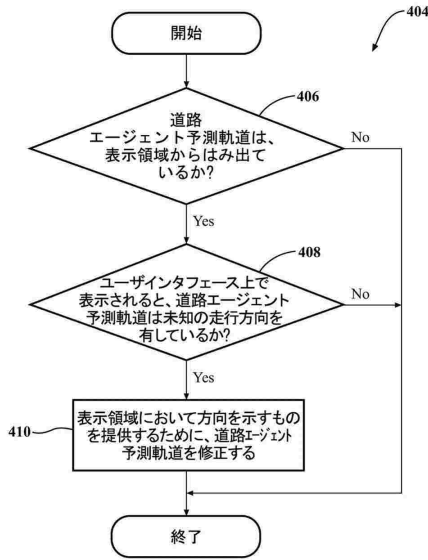 開始
404
406
道路
エージェント予測軌道は、
表示領域からはみ出て
いるか?
No
Yes
408
ユーザインタフェース上で
表示されると、道路エージェント
予測軌道は未知の走行方向を
有しているか?
No
Yes
410
表示領域において方向を示すもの
を提供するために、道路エージェント
予測軌道を修正する
終了